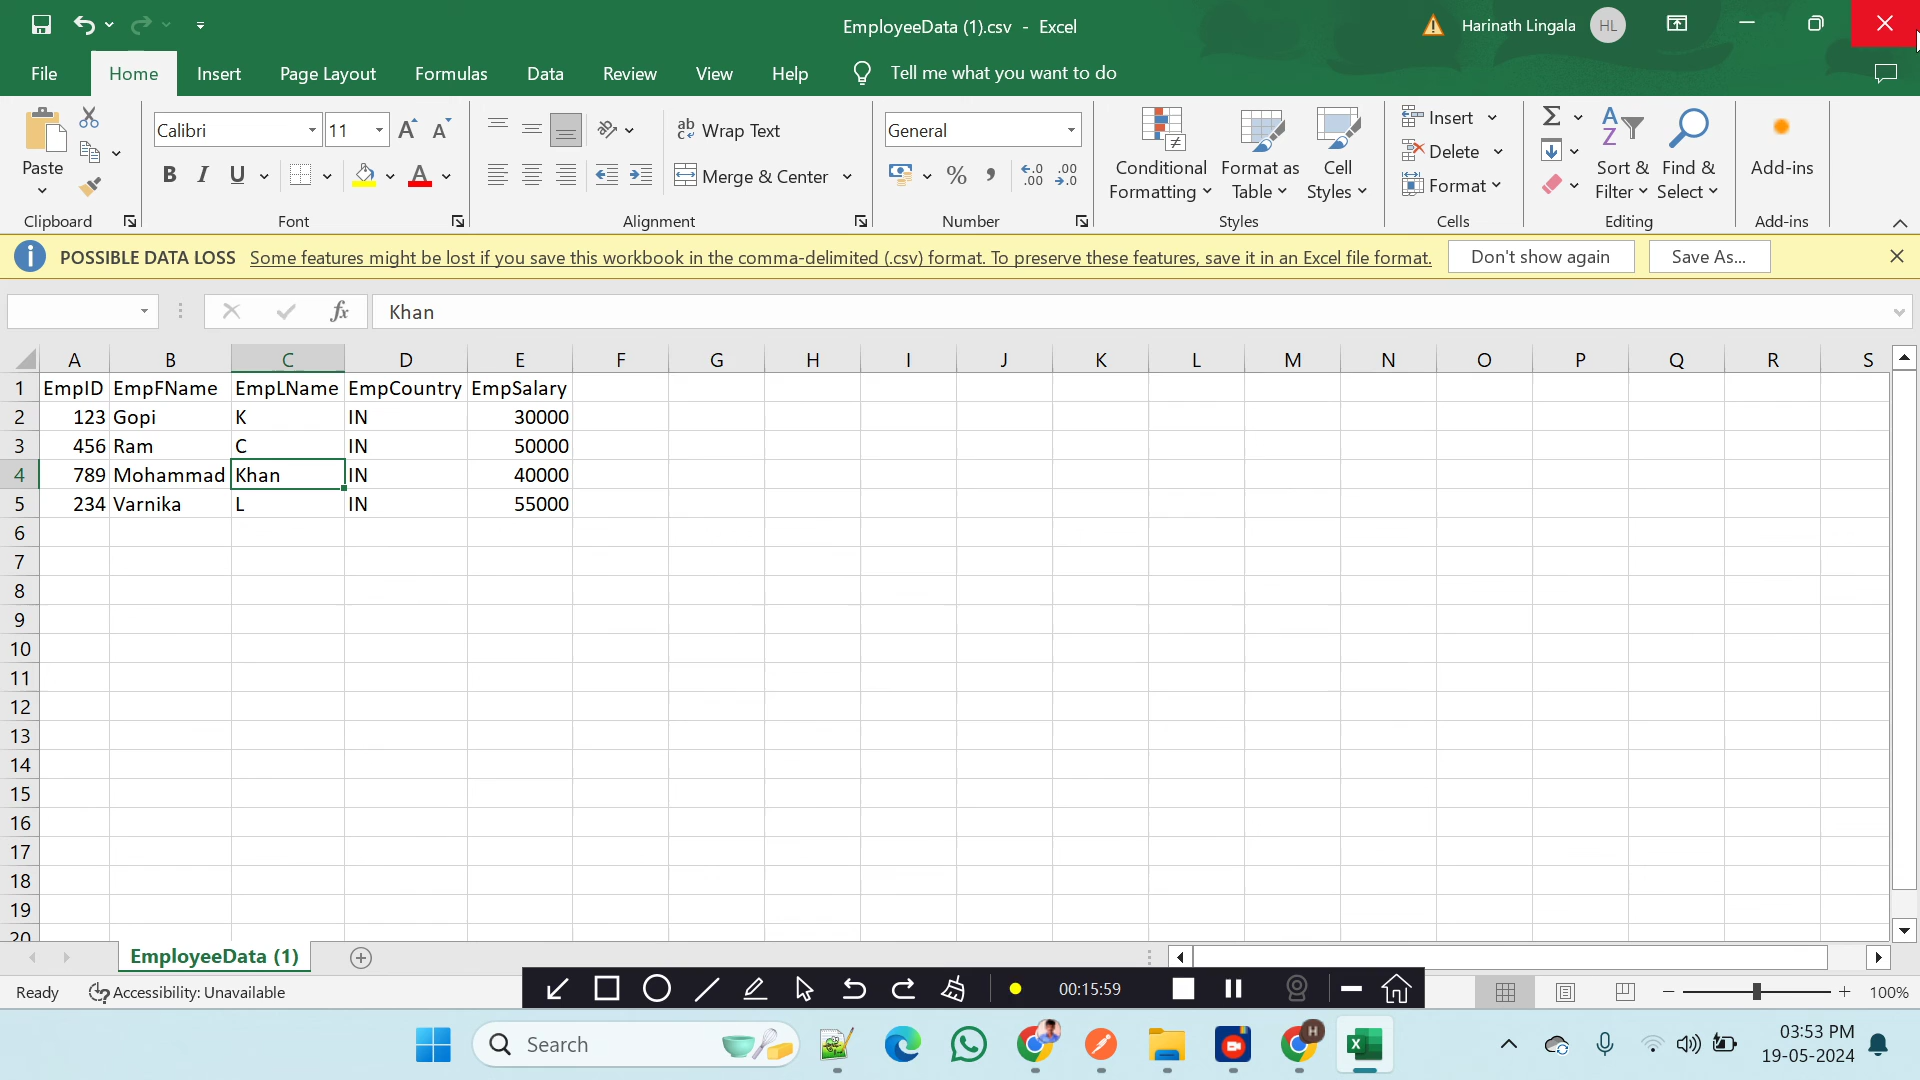 EmployeeData (1).csv - Excel
Harinath Lingala HL
File Home Insert Page Layout Formulas Data Review View Help Tell me what you want to do
Paste
Clipboard
Calibri 11
B I U
Font
Wrap Text
Merge & Center
Alignment
General
Number
Conditional Formatting
Format as Table
Cell Styles
Styles
Insert
Delete
Format
Cells
Sort & Filter
Find & Select
Editing
Add-ins
Add-ins
POSSIBLE DATA LOSS Some features might be lost if you save this workbook in the comma-delimited (.csv) format. To preserve these features, save it in an Excel file format. Don't show again Save As...
fx Khan
A B C D E F G H I J K L M N O P Q R S
1 EmpID EmpFName EmpLName EmpCountry EmpSalary
2 123 Gopi K IN 30000
3 456 Ram C IN 50000
4 789 Mohammad Khan IN 40000
5 234 Varnika L IN 55000
6
7
8
9
10
11
12
13
14
15
16
17
18
19
20
EmployeeData (1)
Ready Accessibility: Unavailable 00:15:59 100%
Search
03:53 PM
19-05-2024